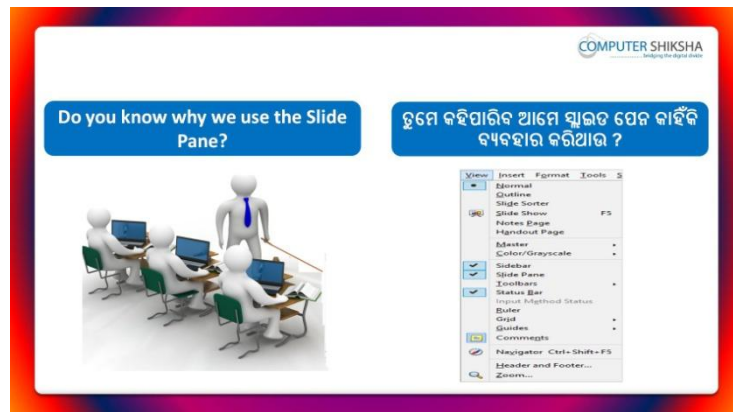 COMPUTER SHIKSHA
bridging the digital divide
Do you know why we use the Slide
Pane?
ତୁମେ କହିପାରିବ ଆମେ ସ୍ଲାଇଡ ପେନ କାହିଁକି
ବ୍ୟବହାର କରିଥାଉ ?
View Insert Format Tools S
Normal
Outline
Slide Sorter
Slide Show F5
Notes Page
Handout Page
Master
Color/Grayscale
Sidebar
Slide Pane
Toolbars
Status Bar
Input Method Status
Ruler
Grid
Guides
Comments
Navigator Ctrl+Shift+F5
Header and Footer...
Zoom...